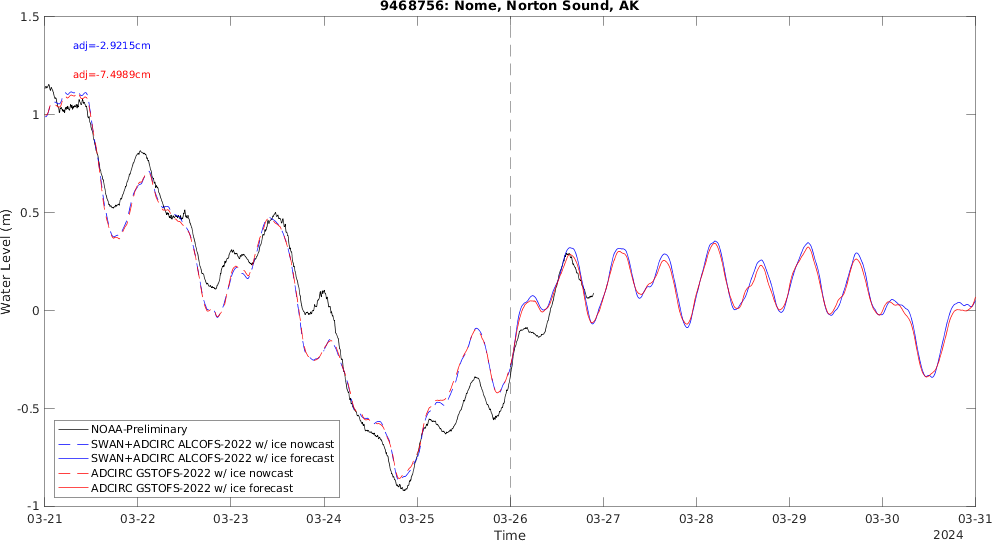 9468756: Nome, Norton Sound, AK
1.5
adj=-2.9215cm
adj=-7.4989cm
1
0.5
0
-0.5
-1
Water Level (m)
NOAA-Preliminary
SWAN+ADCIRC ALCOFS-2022 w/ ice nowcast
SWAN+ADCIRC ALCOFS-2022 w/ ice forecast
ADCIRC GSTOFS-2022 w/ ice nowcast
ADCIRC GSTOFS-2022 w/ ice forecast
03-21 03-22 03-23 03-24 03-25 03-26 03-27 03-28 03-29 03-30 03-31
Time
2024